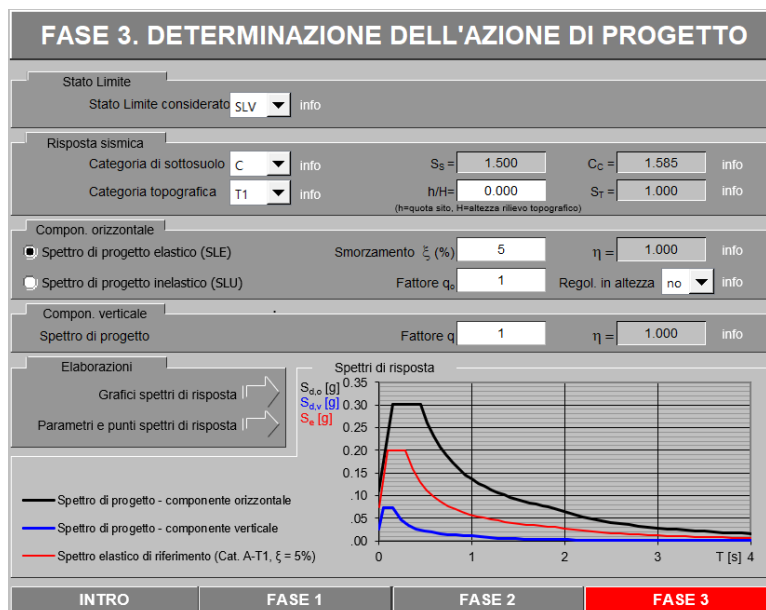 FASE 3. DETERMINAZIONE DELL'AZIONE DI PROGETTO
Stato Limite
Stato Limite considerato SLV info
Risposta sismica
Categoria di sottosuolo C info SS = 1.500 CC = 1.585 info
Categoria topografica T1 info h/H= 0.000 ST = 1.000 info
(h=quota sito, H=altezza rilievo topografico)
Compon. orizzontale
Spettro di progetto elastico (SLE) Smorzamento ξ (%) 5 η = 1.000 info
Spettro di progetto inelastico (SLU) Fattore qo 1 Regol. in altezza no info
Compon. verticale
Spettro di progetto Fattore q 1 η = 1.000 info
Elaborazioni
Grafici spettri di risposta
Parametri e punti spettri di risposta
Spettri di risposta
Sd,o [g]
Sd,v [g]
Se [g]
0.35
0.30
0.25
0.20
0.15
.10
.05
.00
0 1 2 3 T [s] 4
Spettro di progetto - componente orizzontale
Spettro di progetto - componente verticale
Spettro elastico di riferimento (Cat. A-T1, ξ = 5%)
INTRO FASE 1 FASE 2 FASE 3